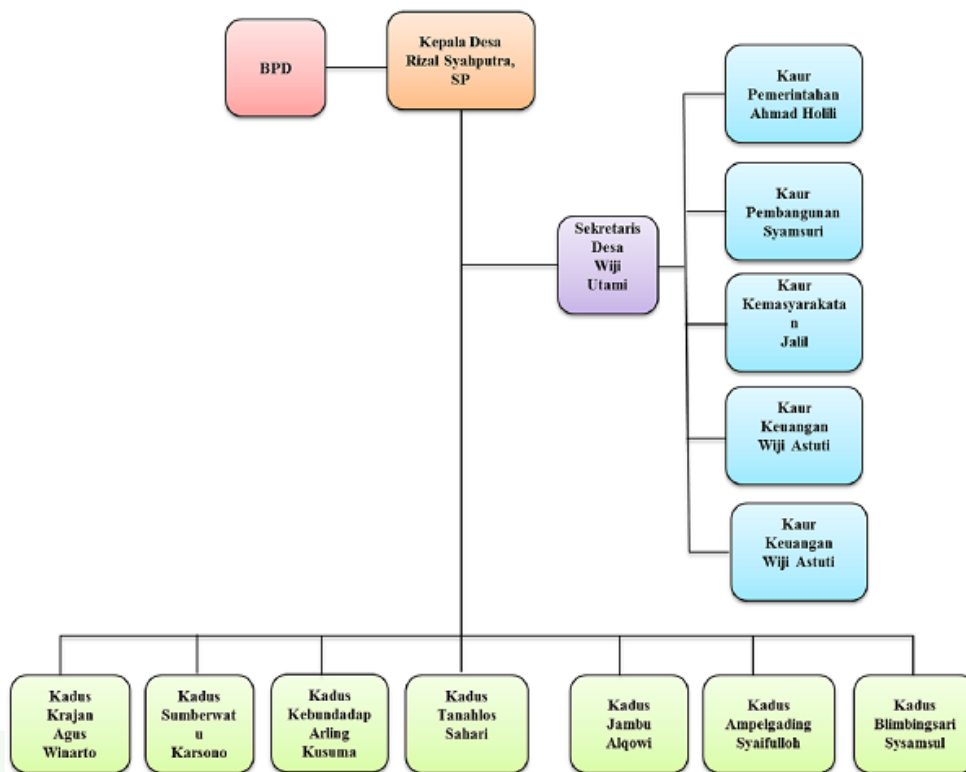 BPD
Kepala Desa
Rizal Syahputra,
SP
Kaur
Pemerintahan
Ahmad Holili
Kaur
Pembangunan
Syamsuri
Sekretaris
Desa
Wiji
Utami
Kaur
Kemasyarakata
n
Jalil
Kaur
Keuangan
Wiji Astuti
Kaur
Keuangan
Wiji Astuti
Kadus
Krajan
Agus
Winarto
Kadus
Sumberwat
u
Karsono
Kadus
Kebundadap
Arling
Kusuma
Kadus
Tanahlos
Sahari
Kadus
Jambu
Alqowi
Kadus
Ampelgading
Syaifulloh
Kadus
Blimbingsari
Sysamsul